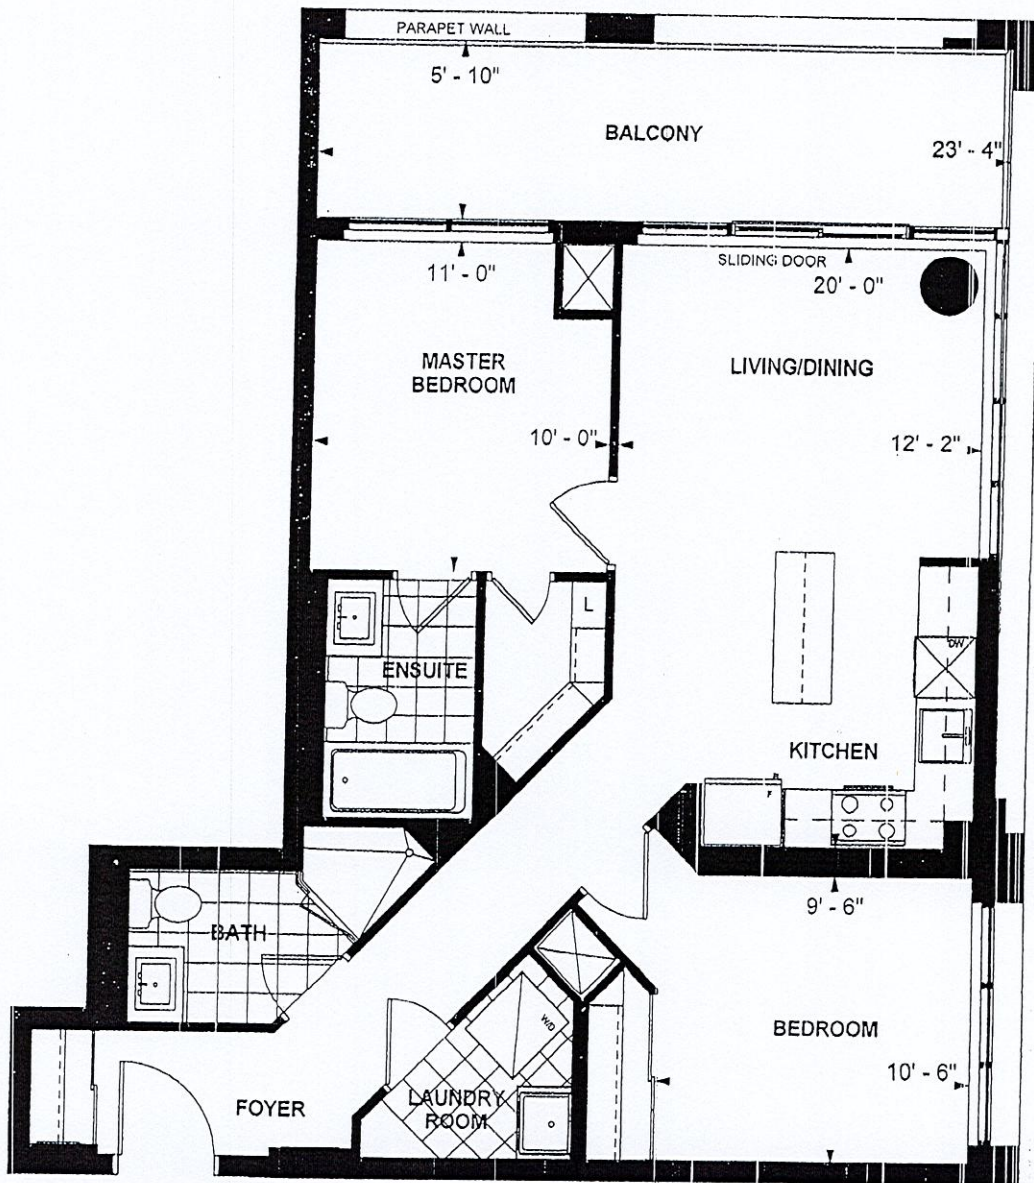 PARAPET WALL
5' - 10"
BALCONY
23' - 4"
SLIDING DOOR
11' - 0"
20' - 0"
MASTER
BEDROOM
LIVING/DINING
10' - 0"
12' - 2"
L
DW
ENSUITE
KITCHEN
F
9' - 6"
BATH
W/D
BEDROOM
10' - 6"
FOYER
LAUNDRY
ROOM